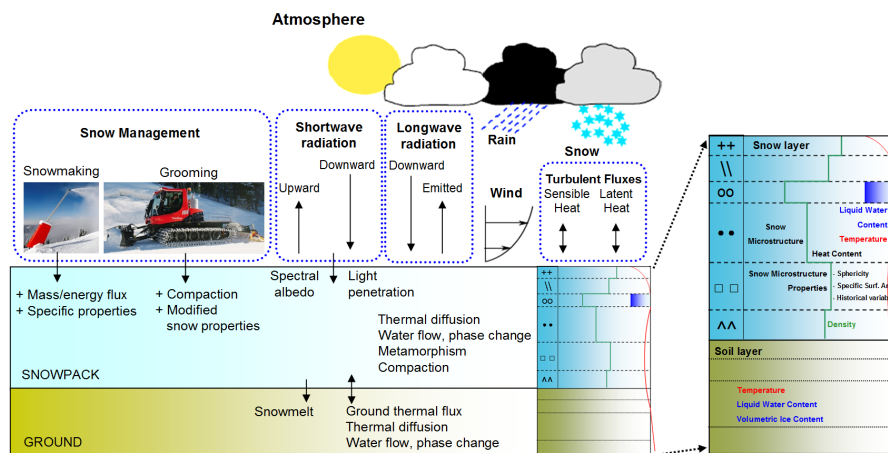 Atmosphere
Snow Management
Snowmaking
Grooming
Shortwave
radiation
Downward
Upward
Longwave
radiation
Downward
Emitted
Rain
Snow
Wind
Turbulent Fluxes
Sensible
Heat
Latent
Heat
+ Mass/energy flux
+ Specific properties
+ Compaction
+ Modified
snow properties
Spectral
albedo
Light
penetration
Thermal diffusion
Water flow, phase change
Metamorphism
Compaction
SNOWPACK
Snowmelt
Ground thermal flux
Thermal diffusion
Water flow, phase change
GROUND
++
\\
oo
••
□ □
^^
++
\\
oo
••
□ □
^^
Snow layer
Liquid Water
Content
Temperature
Snow
Microstructure
Heat Content
Snow Microstructure
Properties
- Sphericity
- Specific Surf.
- Historical
Density
Soil layer
Temperature
Liquid Water Content
Volumetric Ice Content